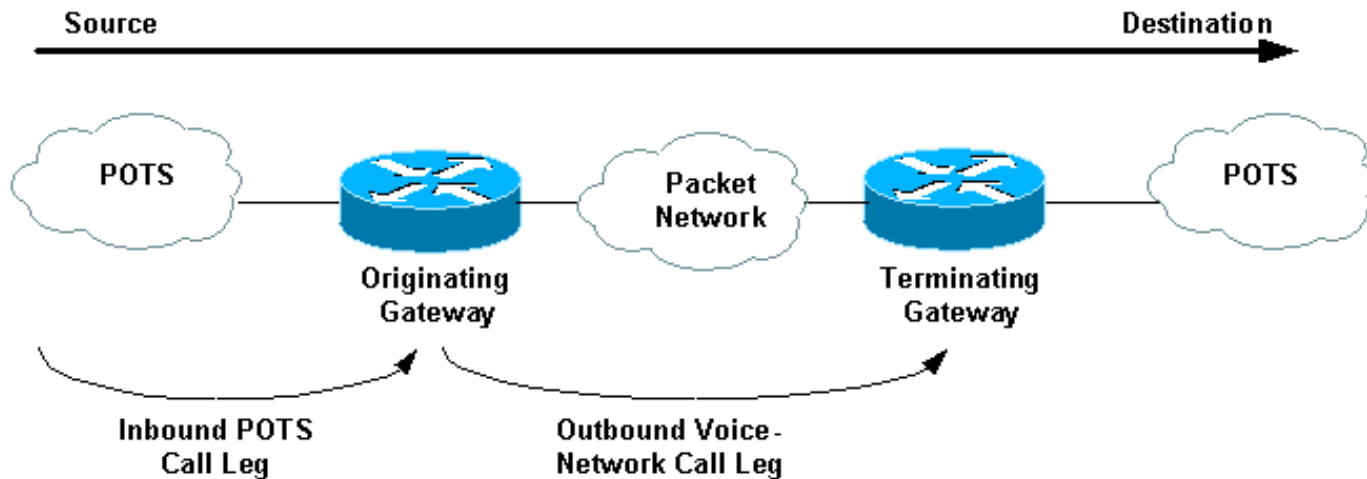 Source
Destination
POTS
Packet
Network
POTS
Originating
Gateway
Terminating
Gateway
Inbound POTS
Call Leg
Outbound Voice-
Network Call Leg